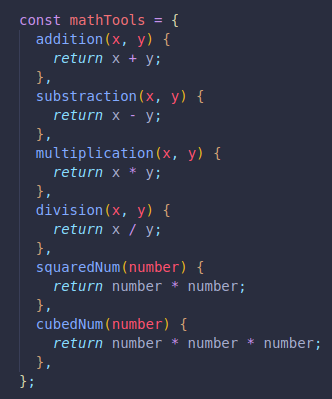 const mathTools = {
  addition(x, y) {
    return x + y;
  },
  substraction(x, y) {
    return x - y;
  },
  multiplication(x, y) {
    return x * y;
  },
  division(x, y) {
    return x / y;
  },
  squaredNum(number) {
    return number * number;
  },
  cubedNum(number) {
    return number * number * number;
  },
};